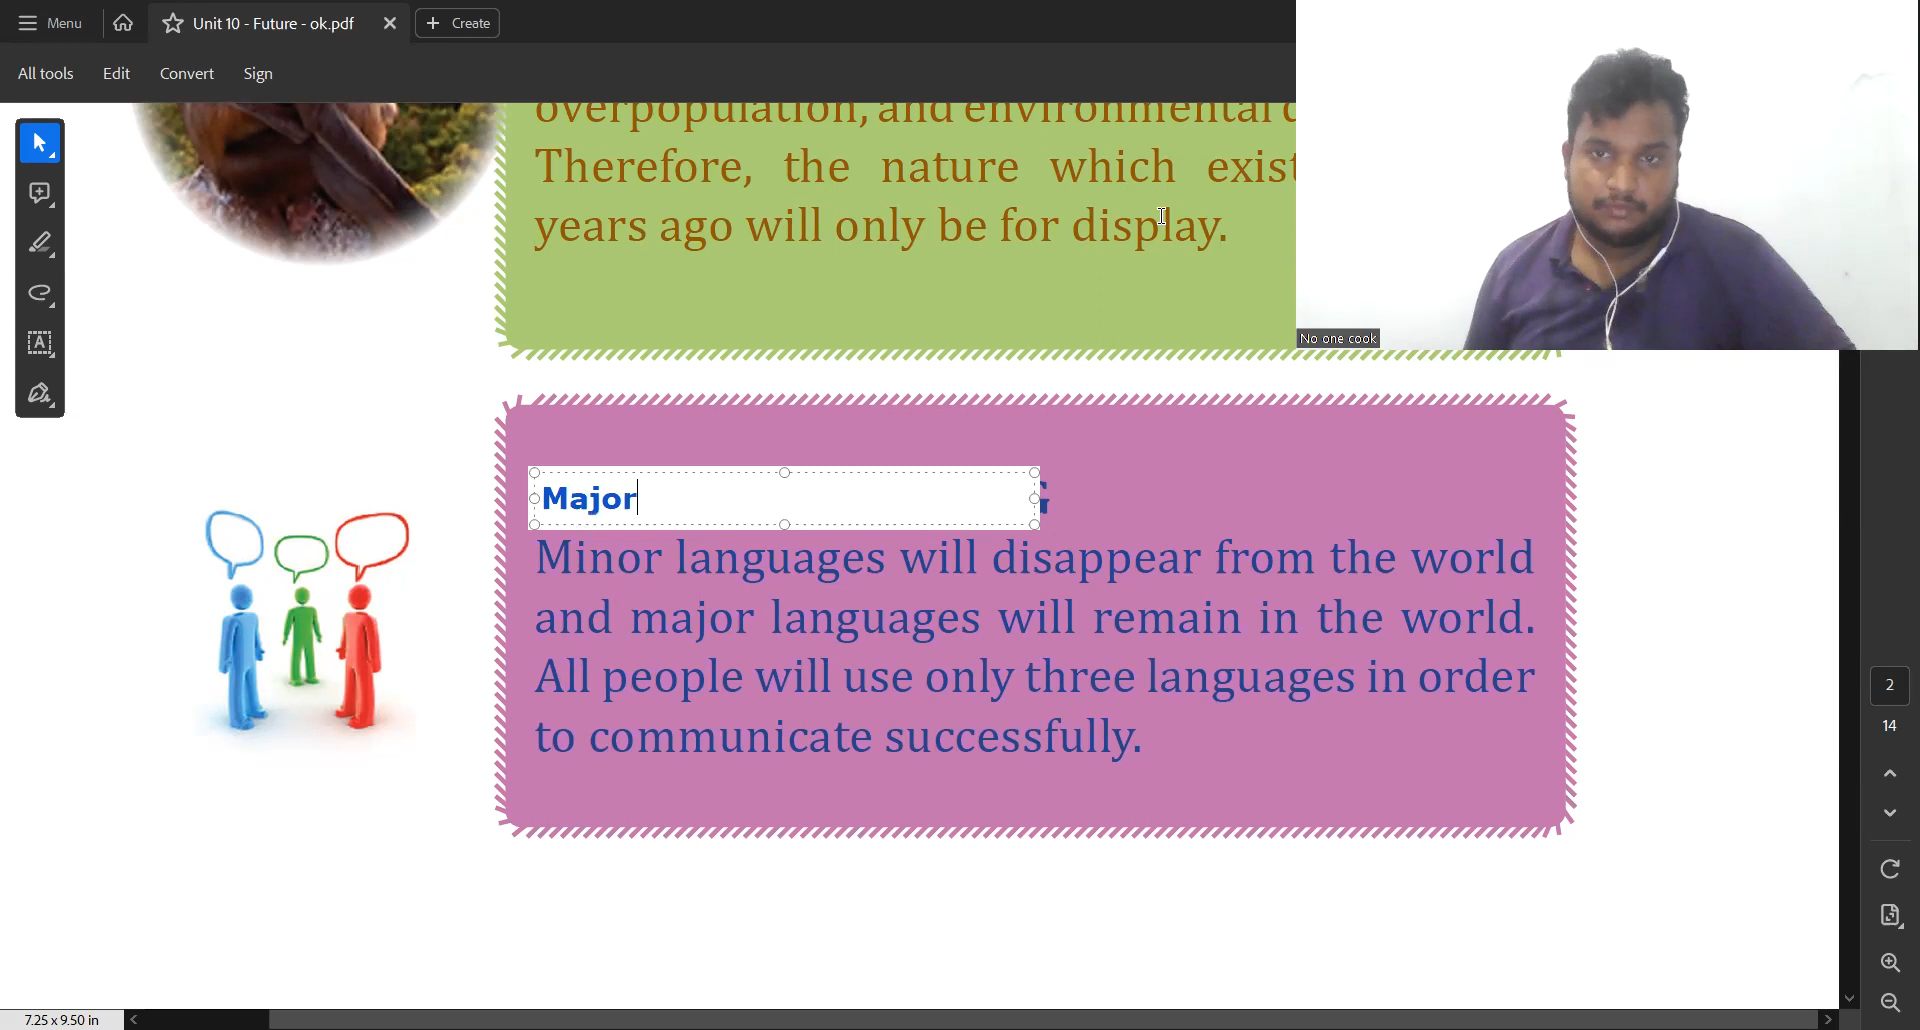 Menu
Unit 10 - Future - ok.pdf
Create
All tools Edit Convert Sign
overpopulation, and environmental
Therefore, the nature which exist
years ago will only be for display.
No one cook
Major
Minor languages will disappear from the world
and major languages will remain in the world.
All people will use only three languages in order
to communicate successfully.
2
14
7.25 x 9.50 in